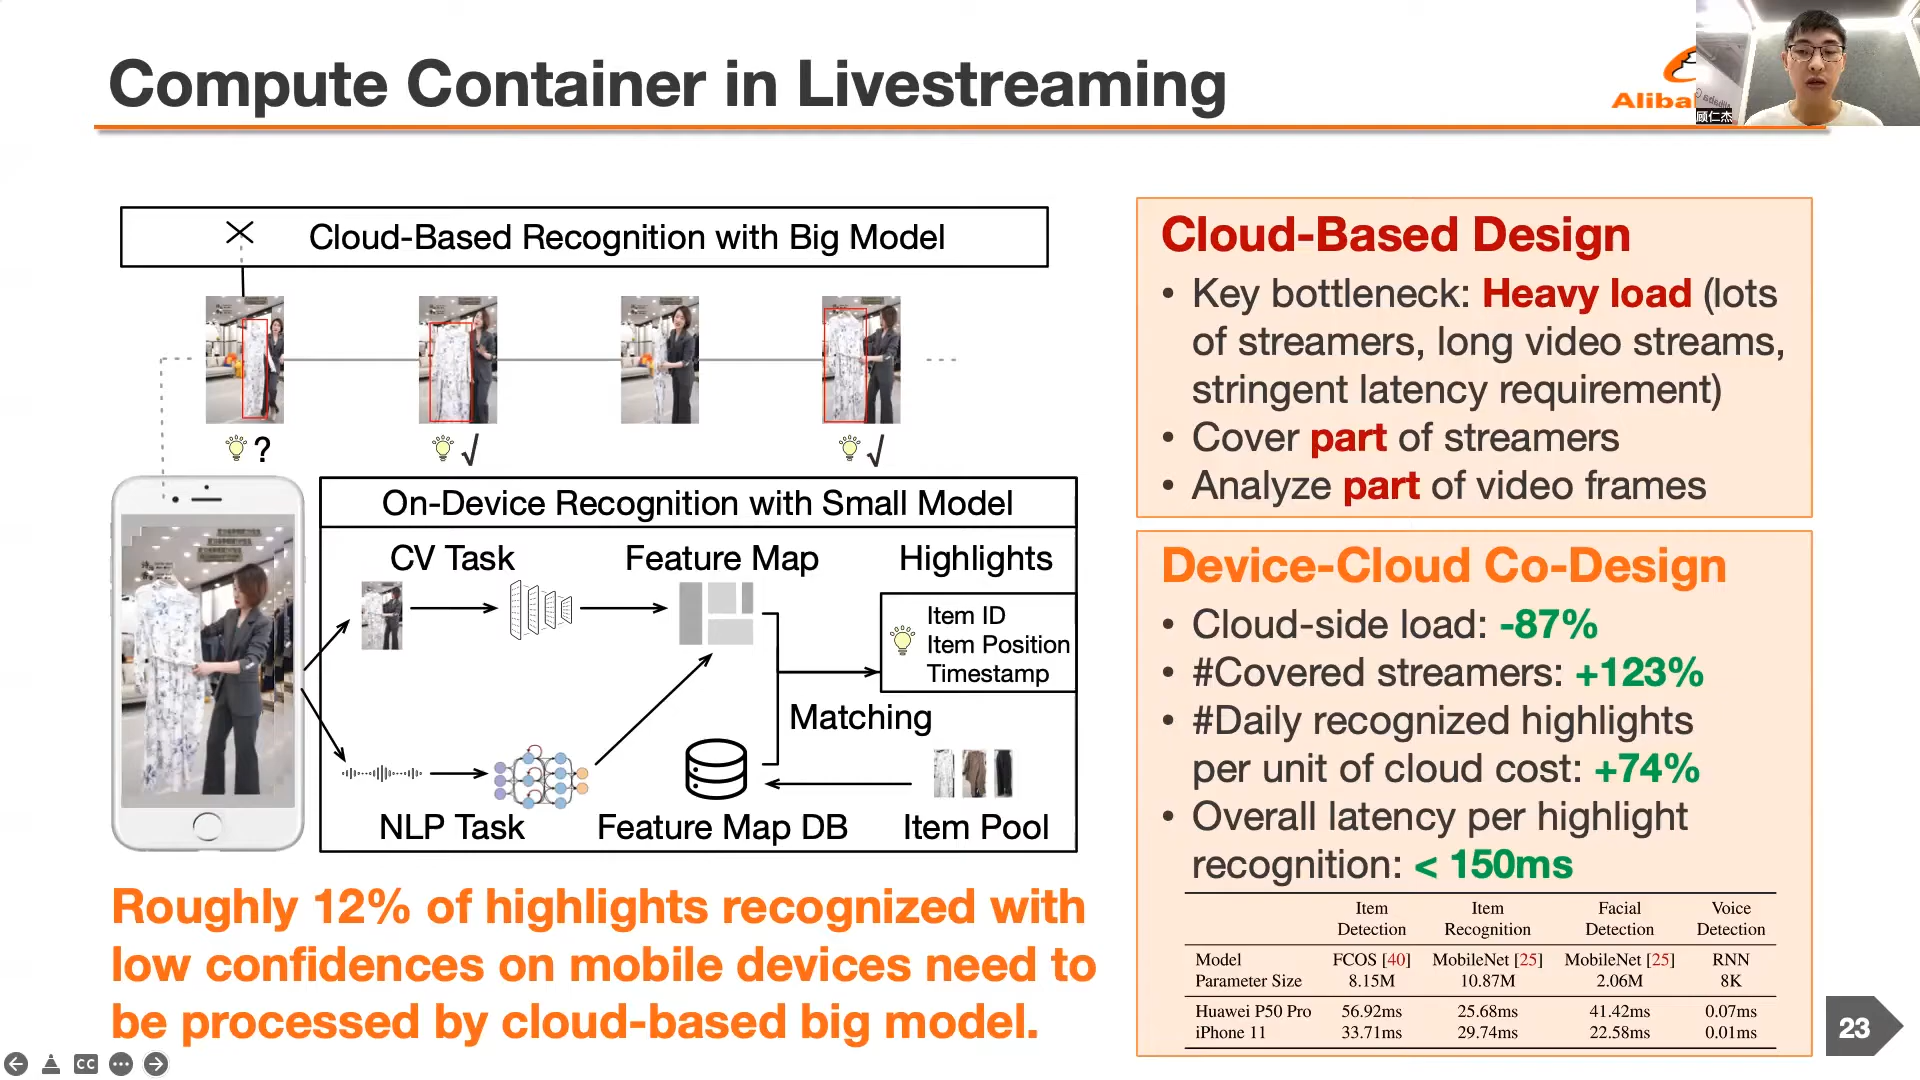 Compute Container in Livestreaming
Aliba
顾仁杰
Cloud-Based Recognition with Big Model
?
√
√
On-Device Recognition with Small Model
CV Task
Feature Map
Highlights
Item ID
Item Position
Timestamp
Matching
NLP Task
Feature Map DB
Item Pool
Roughly 12% of highlights recognized with
low confidences on mobile devices need to
be processed by cloud-based big model.
Cloud-Based Design
• Key bottleneck: Heavy load (lots
of streamers, long video streams,
stringent latency requirement)
• Cover part of streamers
• Analyze part of video frames
Device-Cloud Co-Design
• Cloud-side load: -87%
• #Covered streamers: +123%
• #Daily recognized highlights
per unit of cloud cost: +74%
• Overall latency per highlight
recognition: < 150ms
Item Detection Item Recognition Facial Detection Voice Detection
Model FCOS [40] MobileNet [25] MobileNet [25] RNN
Parameter Size 8.15M 10.87M 2.06M 8K
Huawei P50 Pro 56.92ms 25.68ms 41.42ms 0.07ms
iPhone 11 33.71ms 29.74ms 22.58ms 0.01ms
23
CC